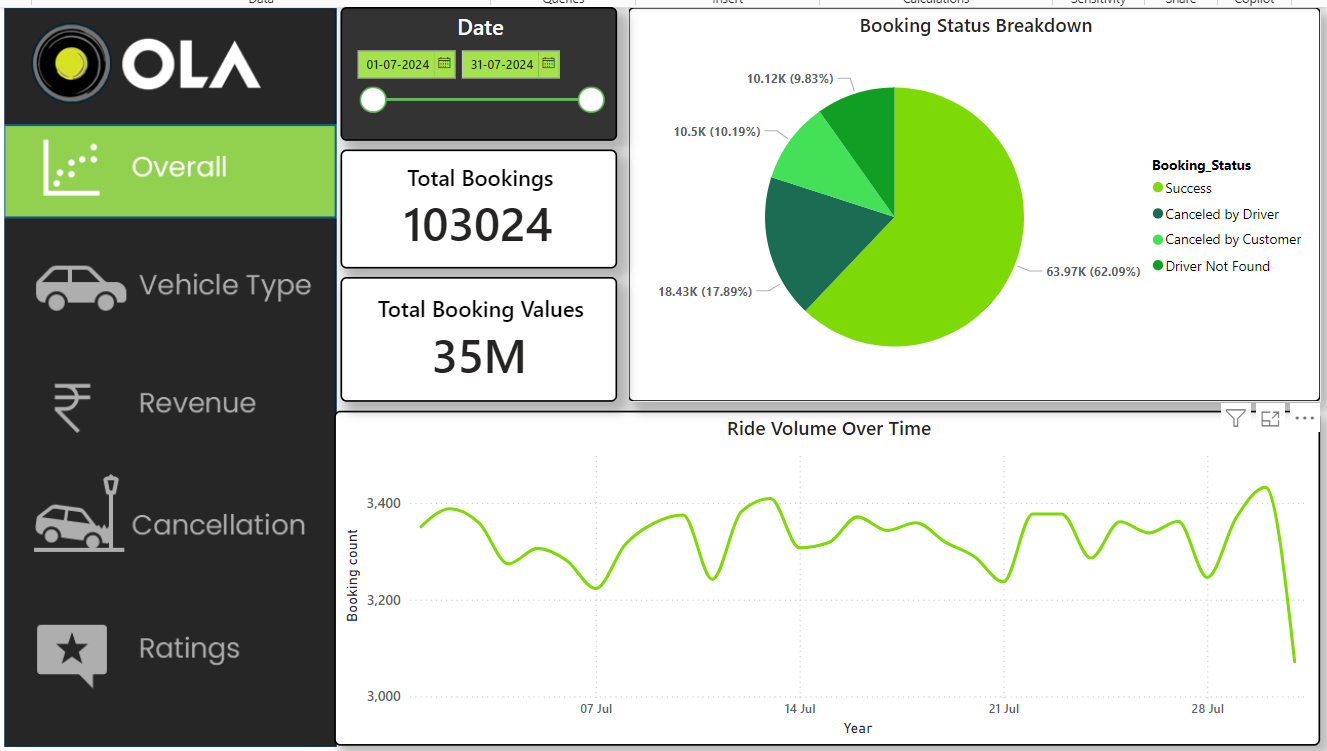 Data
Queries
Insert
Calculations
Sensitivity
Share
Copilot
OLA
Overall
Vehicle Type
Revenue
Cancellation
Ratings
Date
01-07-2024
31-07-2024
Total Bookings
103024
Total Booking Values
35M
Booking Status Breakdown
10.12K (9.83%)
10.5K (10.19%)
18.43K (17.89%)
63.97K (62.09%)
Booking_Status
Success
Canceled by Driver
Canceled by Customer
Driver Not Found
Ride Volume Over Time
Booking count
3,400
3,200
3,000
07 Jul
14 Jul
21 Jul
28 Jul
Year